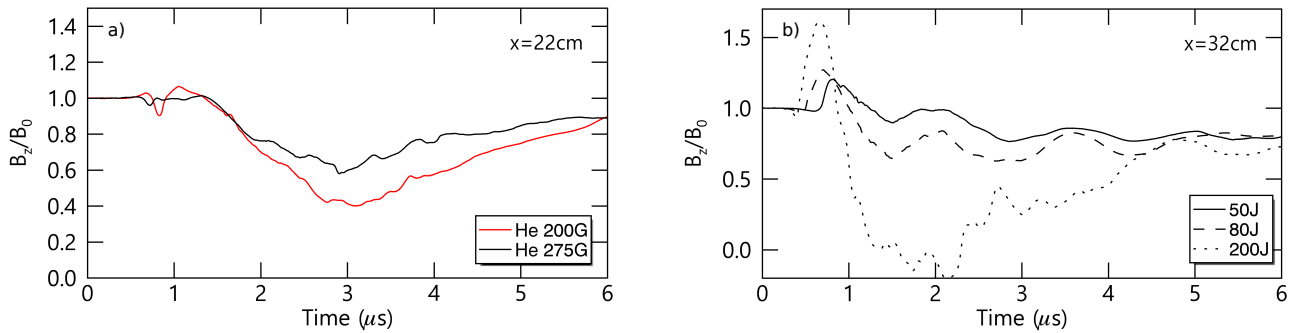 a)
x=22cm
1.4
1.2
1.0
0.8
0.6
0.4
0.2
0.0
B_z/B_0
He 200G
He 275G
0 1 2 3 4 5 6
Time (μs)
b)
x=32cm
1.5
1.0
0.5
0.0
B_z/B_0
50J
80J
200J
0 1 2 3 4 5 6
Time (μs)